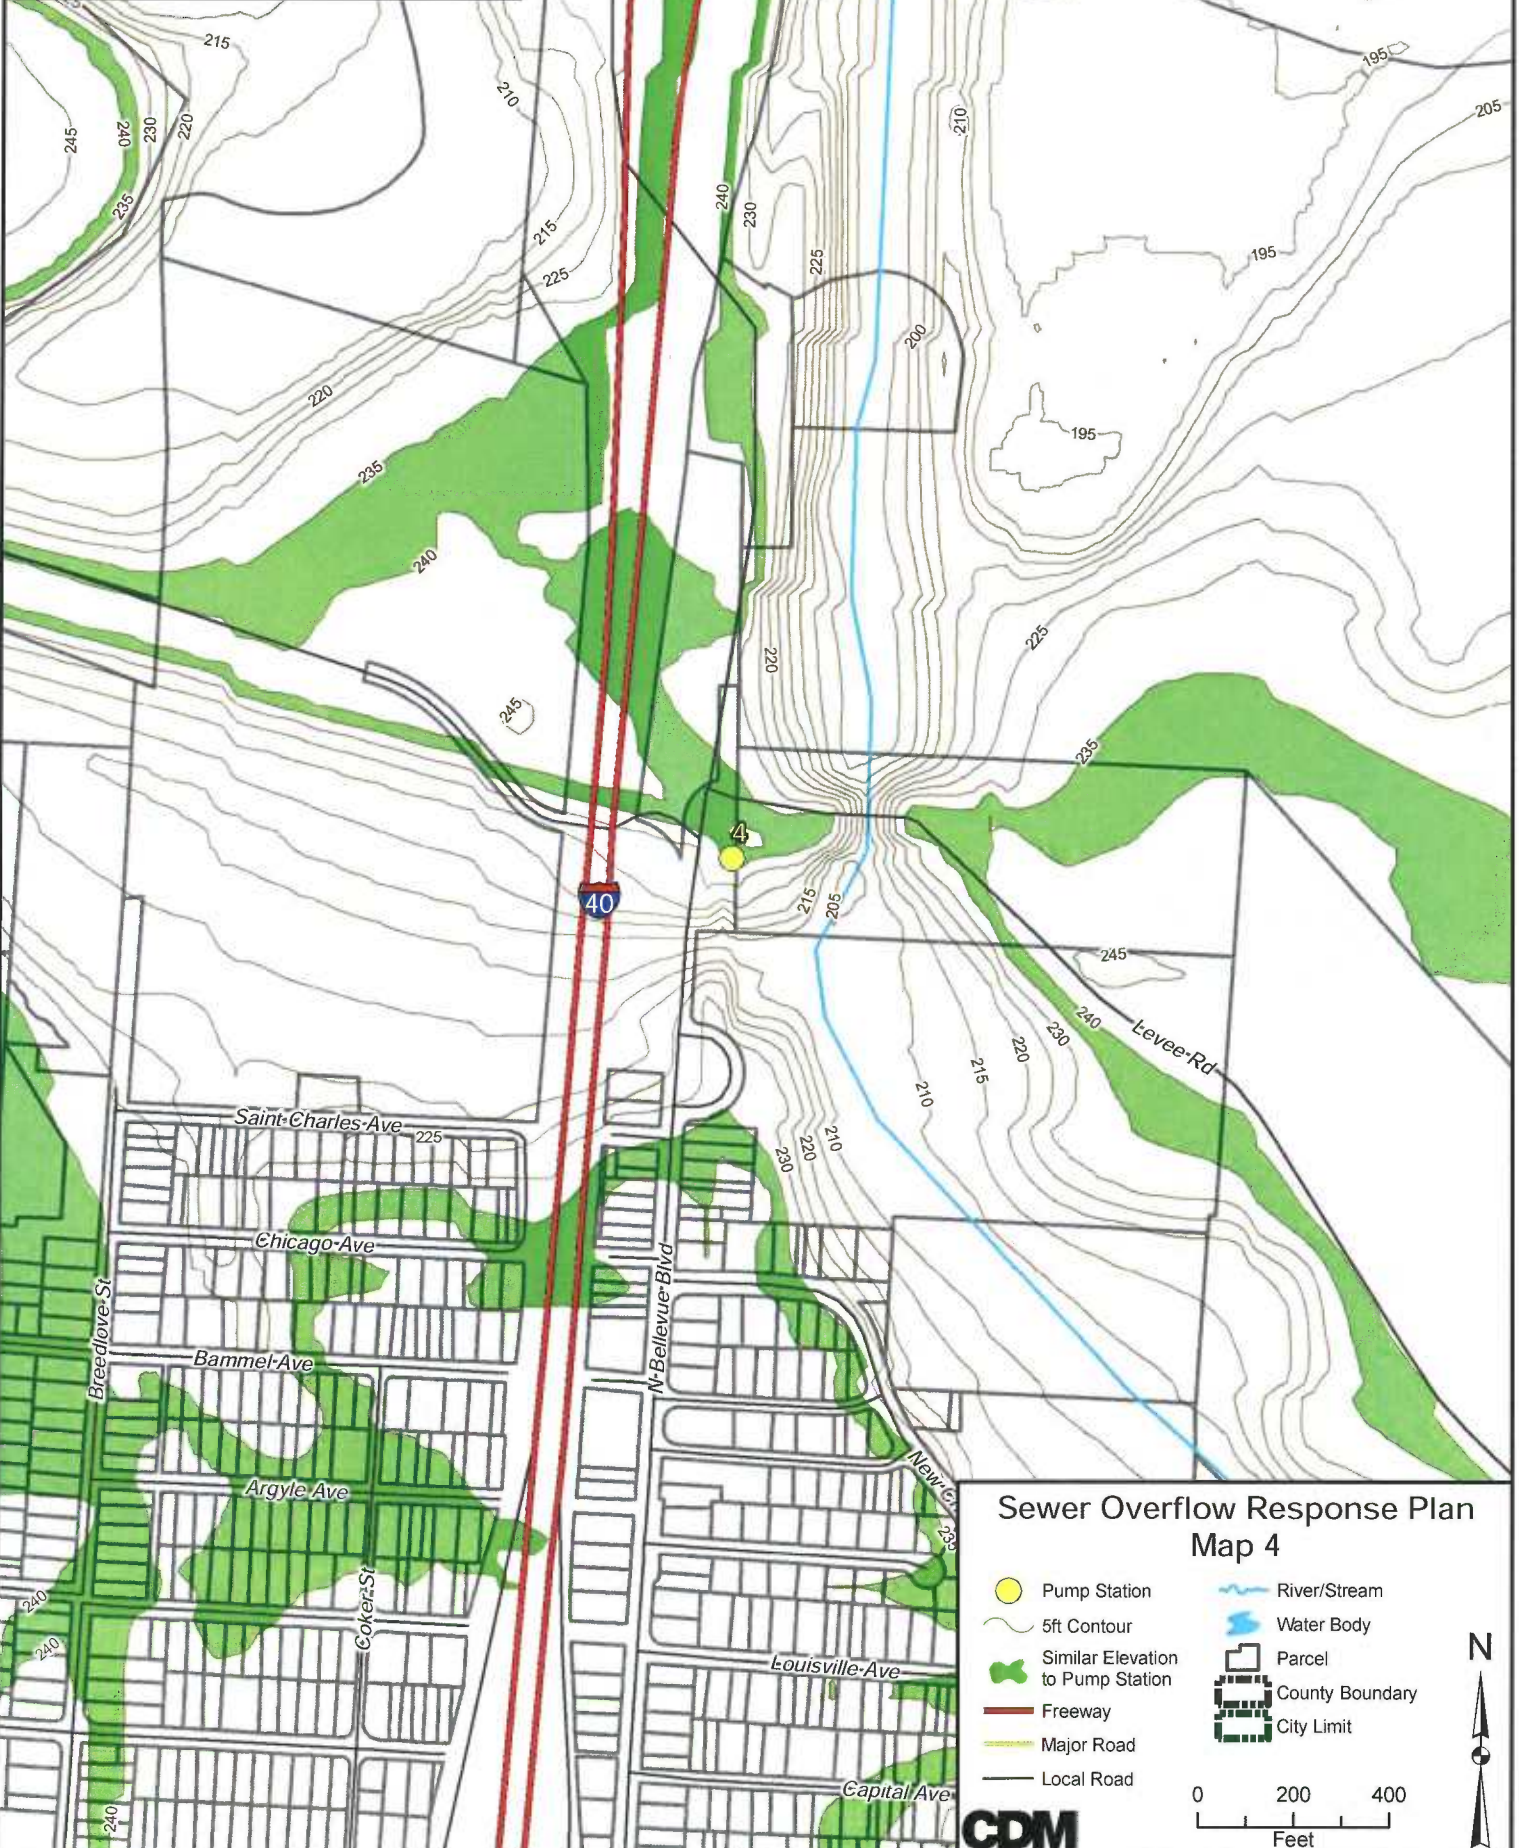 215
195
210
205
245
240
230
220
210
235
240
230
215
225
225
195
200
220
195
235
240
225
220
245
235
4
215
205
40
245
240
230
Levee Rd
220
215
210
Saint Charles Ave
225
210
220
230
Chicago Ave
N Bellevue Blvd
Breedlove St
Bammel Ave
Argyle Ave
235
240
Coker St
240
Louisville Ave
Capital Ave
240
Sewer Overflow Response Plan
Map 4
Pump Station
5ft Contour
Similar Elevation
to Pump Station
Freeway
Major Road
Local Road
River/Stream
Water Body
Parcel
County Boundary
City Limit
N
0 200 400
Feet
CDM